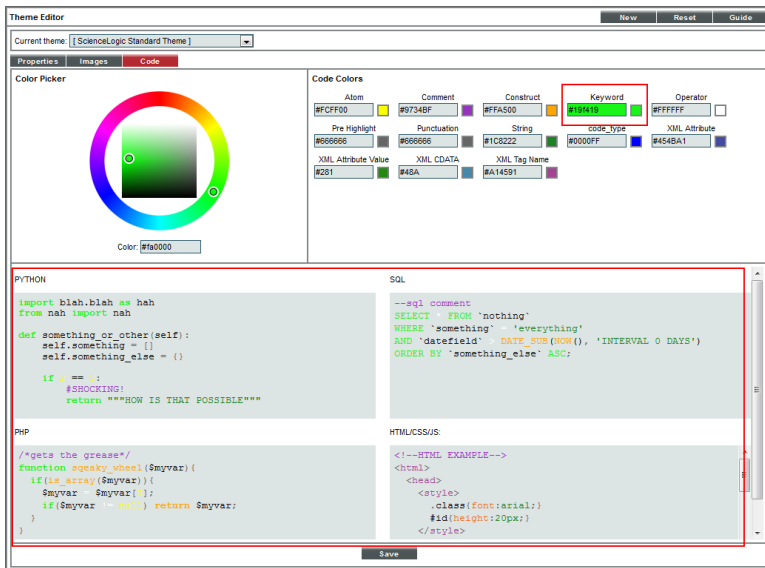 Theme Editor
New Reset Guide
Current theme: [ ScienceLogic Standard Theme ]
Properties Images Code
Color Picker
Color: #fa0000
Code Colors
Atom Comment Construct Keyword Operator
#FCFF00 #9734BF #FFA500 #19f419 #FFFFFF
Pre Highlight Punctuation String code_type XML Attribute
#666666 #666666 #1C8222 #0000FF #454BA1
XML Attribute Value XML CDATA XML Tag Name
#281 #48A #A14591
PYTHON
import blah.blah as hah
from nah import nah
def something_or_other(self):
self.something = []
self.something_else = {}
if == :
#SHOCKING!
return """HOW IS THAT POSSIBLE"""
SQL
--sql comment
SELECT * FROM `nothing`
WHERE `something` = 'everything'
AND `datefield` > DATE_SUB(NOW(), 'INTERVAL 0 DAYS')
ORDER BY `something_else` ASC;
PHP
/*gets the grease*/
function sqeaky_wheel($myvar){
if(is_array($myvar)){
$myvar = $myvar[ ];
if($myvar != null) return $myvar;
}
}
HTML/CSS/JS:
<!--HTML EXAMPLE-->
<html>
<head>
<style>
.class{font:arial;}
#id{height:20px;}
</style>
Save